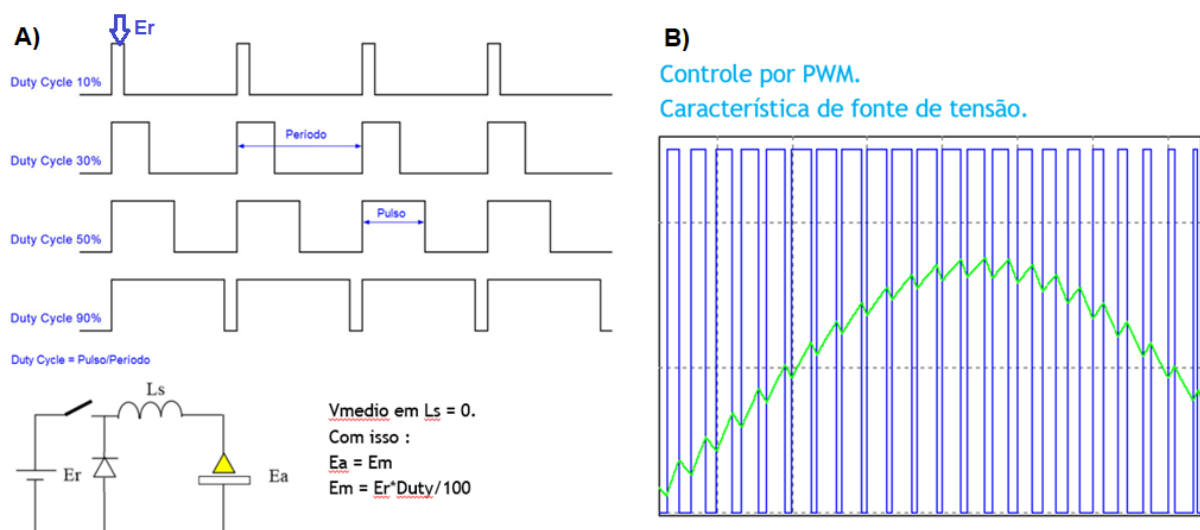 A)
Er
Duty Cycle 10%
Duty Cycle 30%
Período
Duty Cycle 50%
Pulso
Duty Cycle 90%
Duty Cycle = Pulso/Periodo
Ls
Er
Ea
Vmedio em Ls = 0.
Com isso :
Ea = Em
Em = Er*Duty/100
B)
Controle por PWM.
Característica de fonte de tensão.